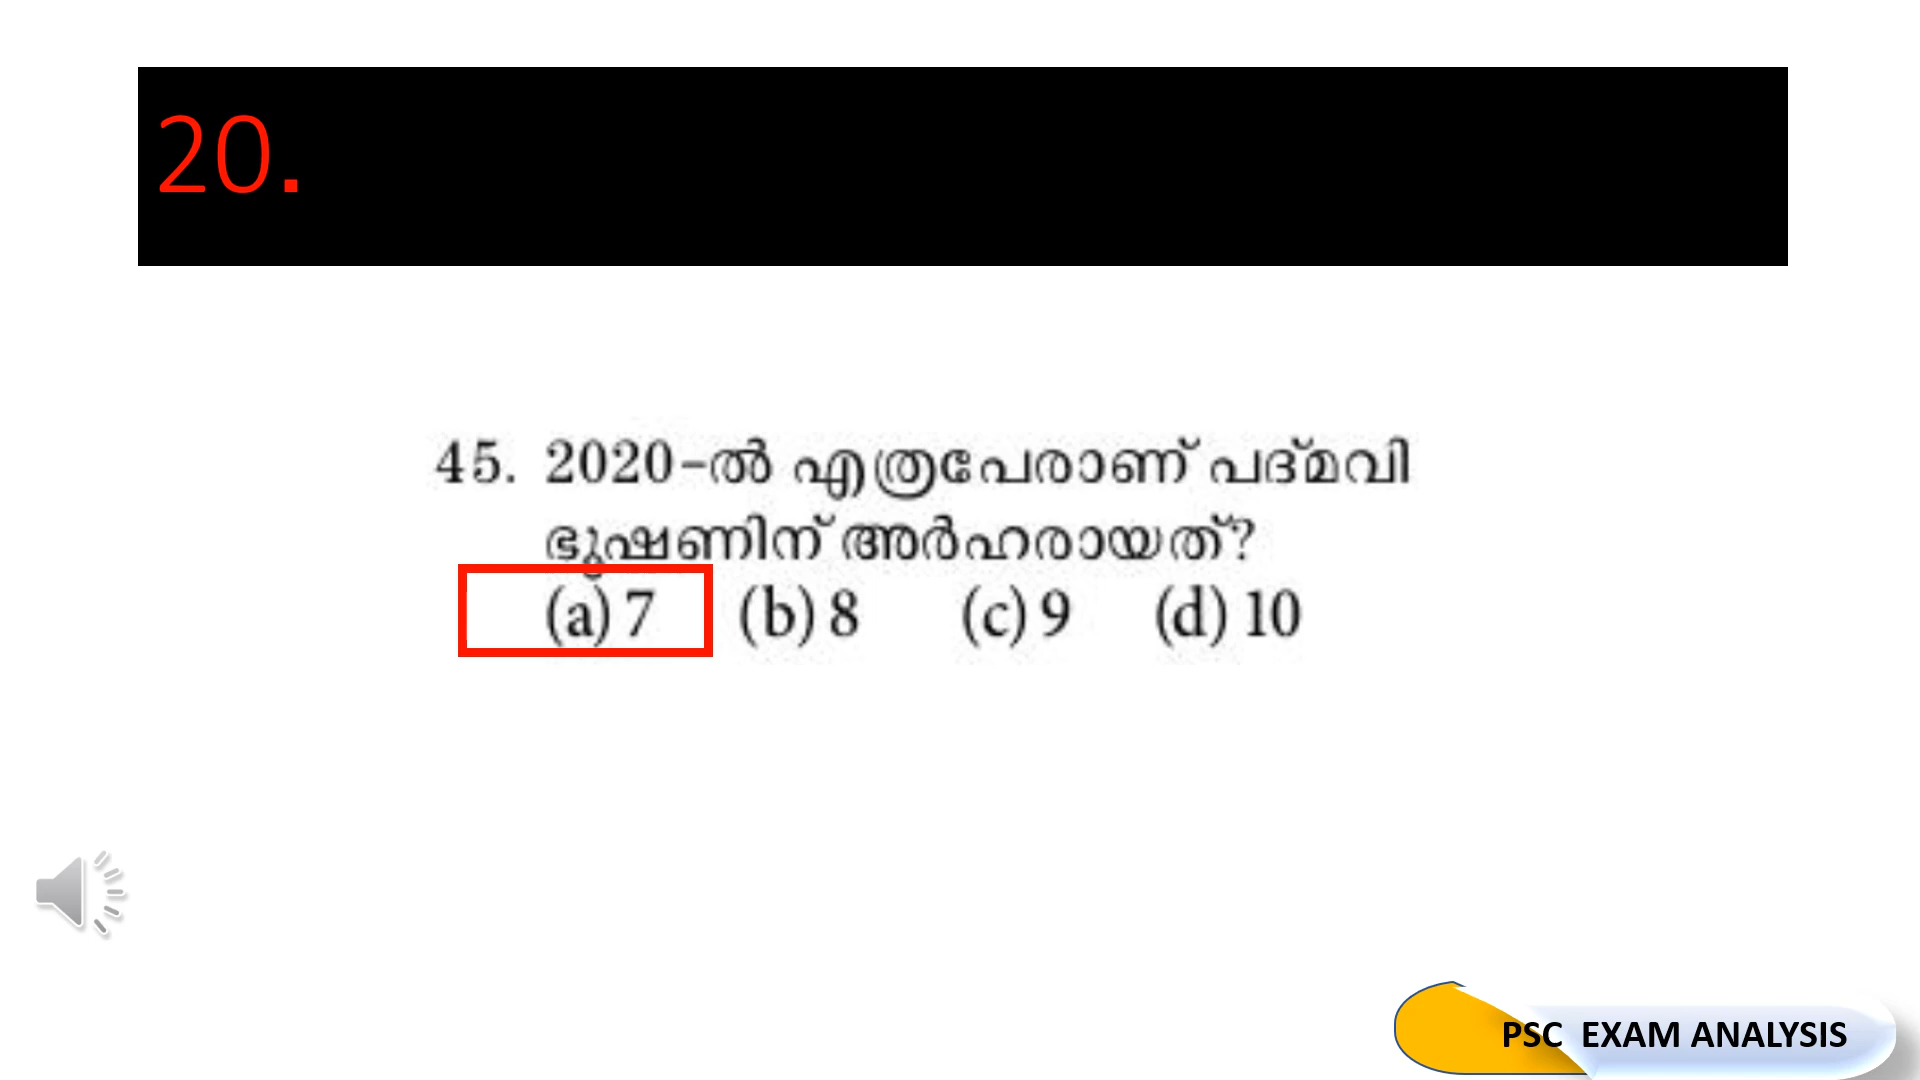 20.
45. 2020-ൽ എത്രപേരാണ് പദ്മവി
ഭൂഷണിന് അർഹരായത്?
(a) 7 (b) 8 (c) 9 (d) 10
PSC EXAM ANALYSIS